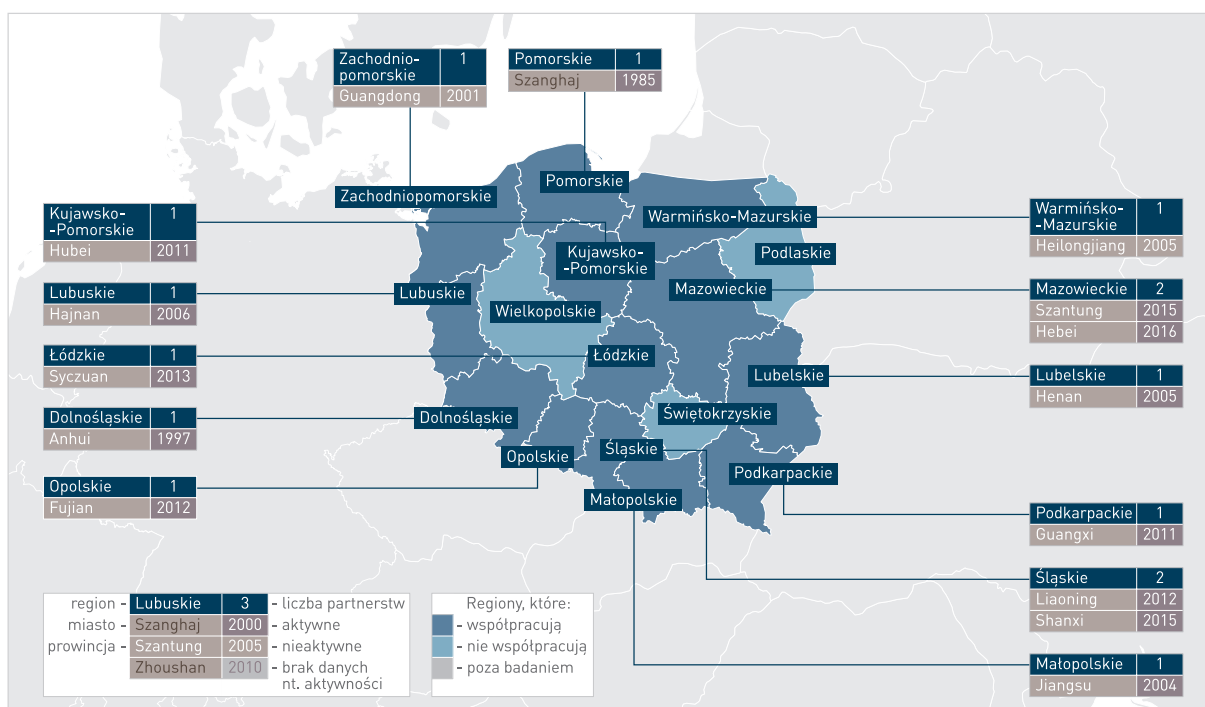 Zachodnio- 1
pomorskie
Guangdong 2001
Pomorskie 1
Szanghaj 1985
Kujawsko- 1
-Pomorskie
Hubei 2011
Lubuskie 1
Hajnan 2006
Łódzkie 1
Syczuan 2013
Dolnośląskie 1
Anhui 1997
Opolskie 1
Fujian 2012
Zachodniopomorskie
Pomorskie
Warmińsko-Mazurskie
Podlaskie
Kujawsko-
-Pomorskie
Lubuskie
Mazowieckie
Wielkopolskie
Łódzkie
Lubelskie
Dolnośląskie
Świętokrzyskie
Opolskie
Śląskie
Podkarpackie
Małopolskie
Warmińsko- 1
-Mazurskie
Heilongjiang 2005
Mazowieckie 2
Szantung 2015
Hebei 2016
Lubelskie 1
Henan 2005
Podkarpackie 1
Guangxi 2011
Śląskie 2
Liaoning 2012
Shanxi 2015
Małopolskie 1
Jiangsu 2004
region - Lubuskie 3 - liczba partnerstw
miasto - Szanghaj 2000 - aktywne
prowincja - Szantung 2005 - nieaktywne
Zhoushan 2010 - brak danych
nt. aktywności
Regiony, które:
- współpracują
- nie współpracują
- poza badaniem